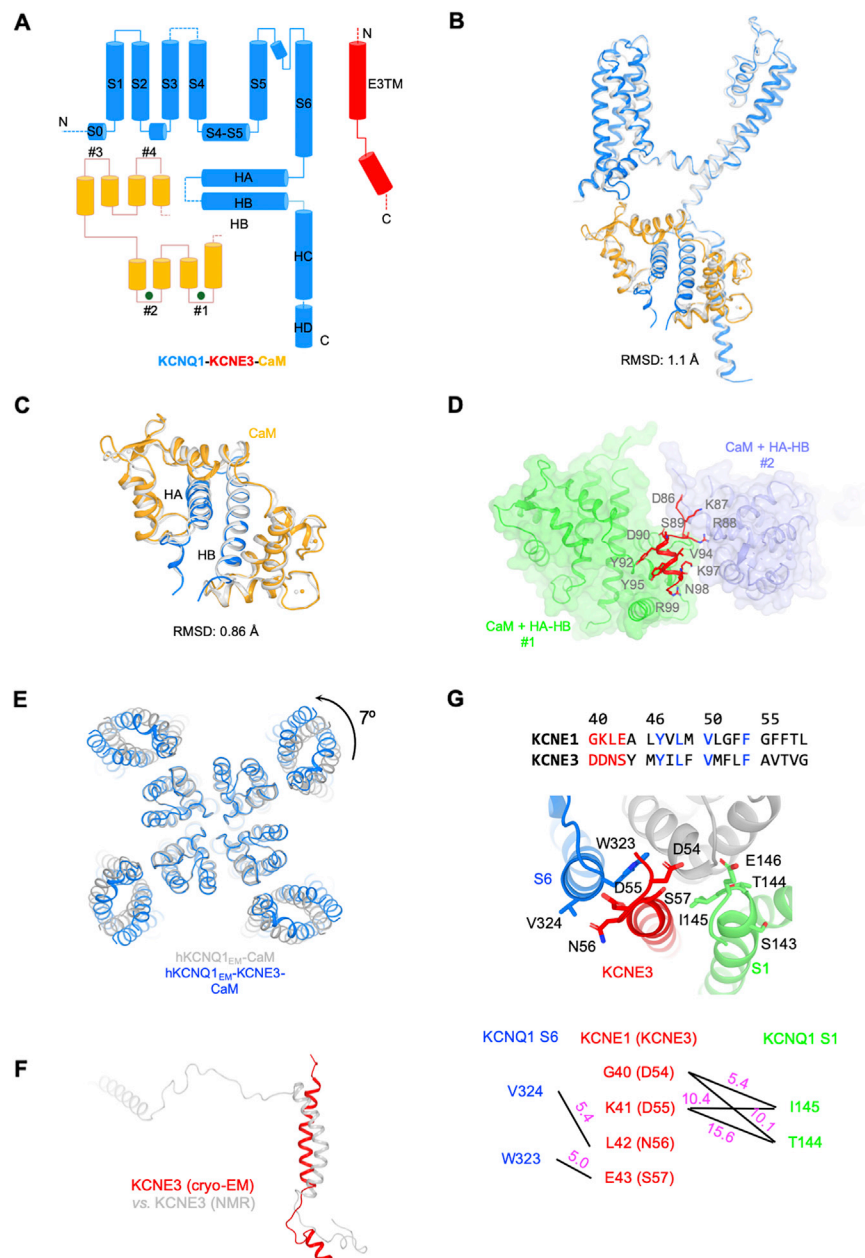 A
N
S1
S2
S3
S4
S5
S6
E3TM
N
S0
S4-S5
#3
#4
HA
HB
HB
C
HC
#2
#1
HD
C
KCNQ1-KCNE3-CaM
B
RMSD: 1.1 Å
C
CaM
HA
HB
RMSD: 0.86 Å
D
CaM + HA-HB
#2
D86
K87
S89
R88
D90
Y92
V94
Y95
K97
N98
R99
CaM + HA-HB
#1
E
7º
hKCNQ1EM-CaM
hKCNQ1EM-KCNE3-
CaM
F
KCNE3 (cryo-EM)
vs. KCNE3 (NMR)
G
40 46 50 55
KCNE1 GKLEA LYVLM VLGFF GFFTL
KCNE3 DDNSY MYILF VMFLF AVTVG
W323
D54
E146
S6
D55
S57
T144
I145
V324
N56
S143
KCNE3
S1
KCNQ1 S6
KCNE1 (KCNE3)
KCNQ1 S1
G40 (D54)
V324
5.4
K41 (D55)
10.4
5.4
10.1
I145
15.6
L42 (N56)
T144
W323
5.0
E43 (S57)